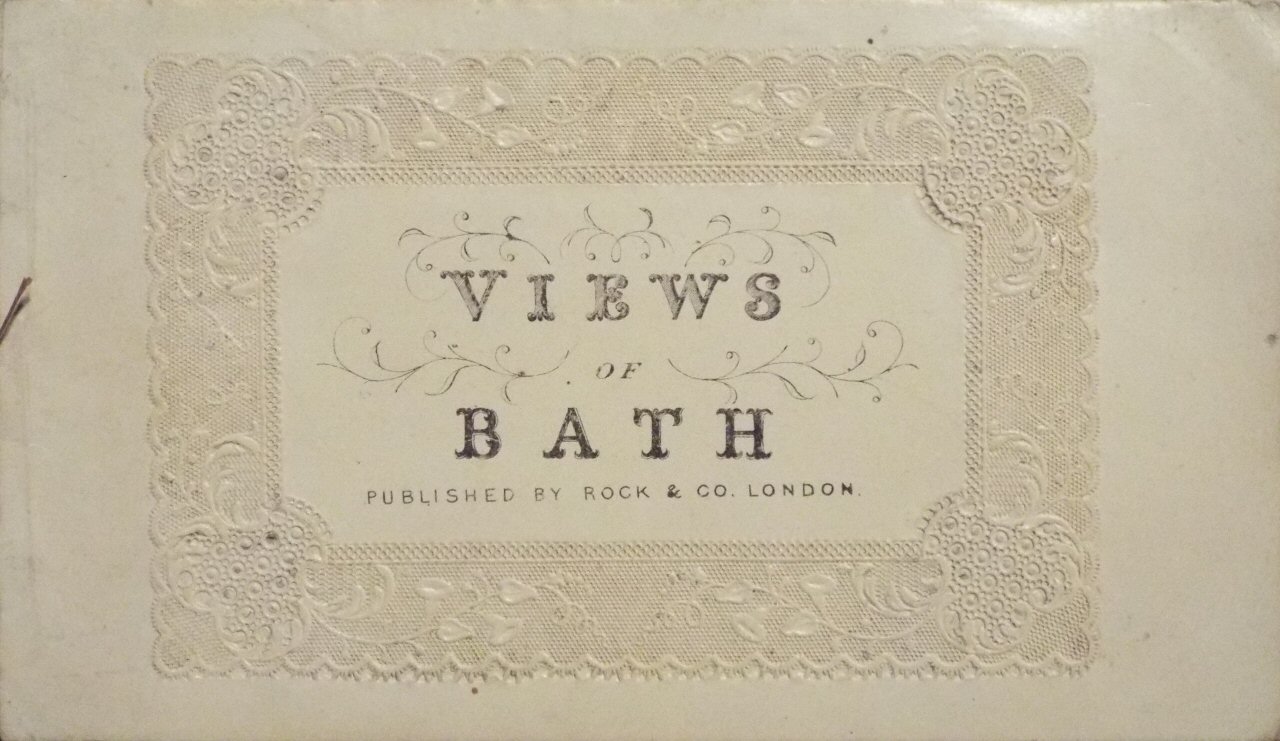 VIEWS
OF
BATH
PUBLISHED BY ROCK & CO. LONDON.